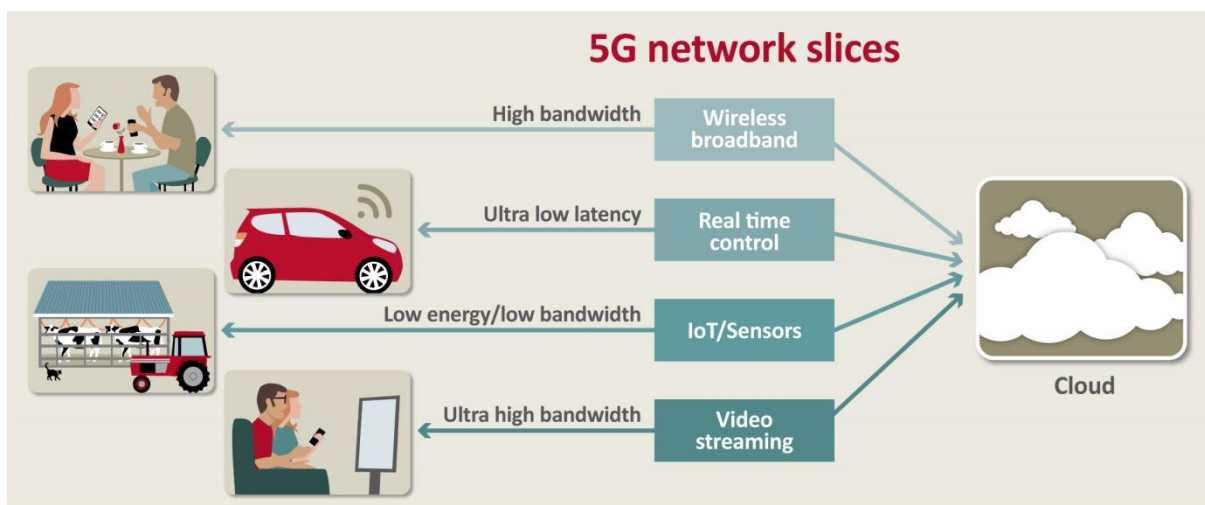 5G network slices
High bandwidth
Wireless
broadband
Ultra low latency
Real time
control
Low energy/low bandwidth
IoT/Sensors
Ultra high bandwidth
Video
streaming
Cloud